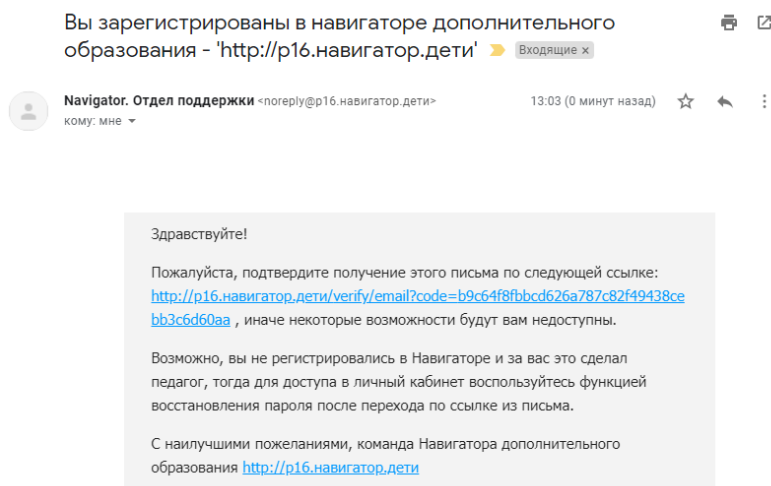 Вы зарегистрированы в навигаторе дополнительного
образования - 'http://р16.навигатор.дети' Входящие ×
Navigator. Отдел поддержки <noreply@р16.навигатор.дети> 13:03 (0 минут назад)
кому: мне
Здравствуйте!
Пожалуйста, подтвердите получение этого письма по следующей ссылке:
http://р16.навигатор.дети/verify/email?code=b9c64f8fbbcd626a787c82f49438ce
bb3c6d60aa , иначе некоторые возможности будут вам недоступны.
Возможно, вы не регистрировались в Навигаторе и за вас это сделал
педагог, тогда для доступа в личный кабинет воспользуйтесь функцией
восстановления пароля после перехода по ссылке из письма.
С наилучшими пожеланиями, команда Навигатора дополнительного
образования http://р16.навигатор.дети